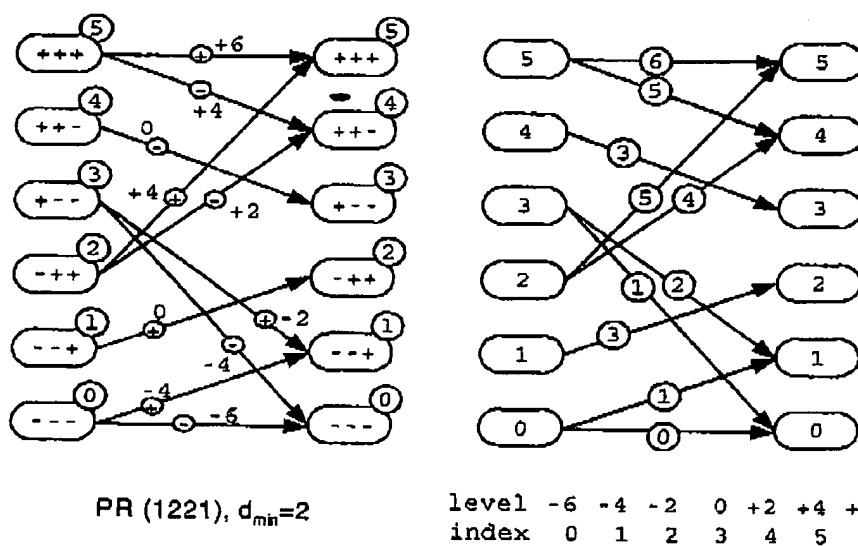 5 5
+++ + +6 +++ 5 6 5
- +4 5
4 4
++- 0 - ++- 4 3 4
3 3
+-- +4 + - +2 +-- 3 5 4 3
2 2
-++ -++ 2 1 2 2
1 0 + -2 1
--+ + - --+ 1 3 1
0 -4 -4 0
--- + --- 0 1 0
- -6 0
PR (1221), dmin=2
level -6 -4 -2 0 +2 +4 +
index 0 1 2 3 4 5